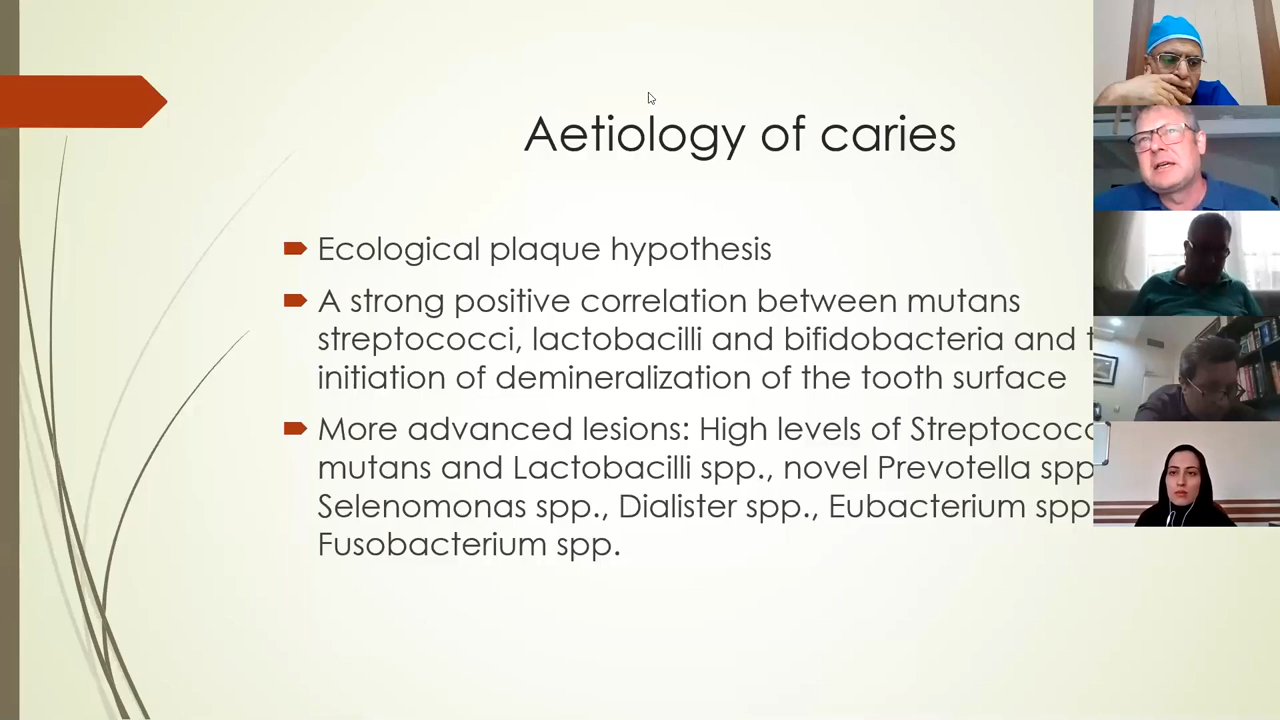 Aetiology of caries
Ecological plaque hypothesis
A strong positive correlation between mutans
streptococci, lactobacilli and bifidobacteria and
initiation of demineralization of the tooth surface
More advanced lesions: High levels of
mutans and Lactobacilli spp., novel Prevotella spp
Selenomonas spp., Dialister spp., Eubacterium spp
Fusobacterium spp.